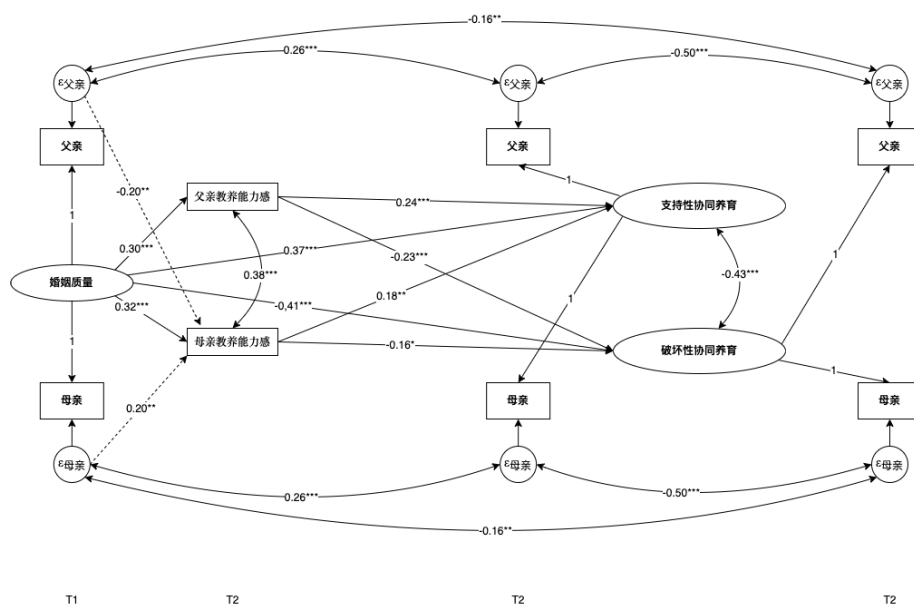 -0.16**
0.26***
-0.50***
ε父亲
ε父亲
ε父亲
父亲
父亲
父亲
1
-0.20**
父亲教养能力感
0.24***
支持性协同养育
1
0.30***
0.37***
-0.23***
婚姻质量
0.38***
-0.43***
0.32***
-0.41***
0.18**
1
1
母亲教养能力感
-0.16*
破坏性协同养育
1
1
母亲
母亲
母亲
0.20**
ε母亲
ε母亲
ε母亲
0.26***
-0.50***
-0.16**
T1
T2
T2
T2